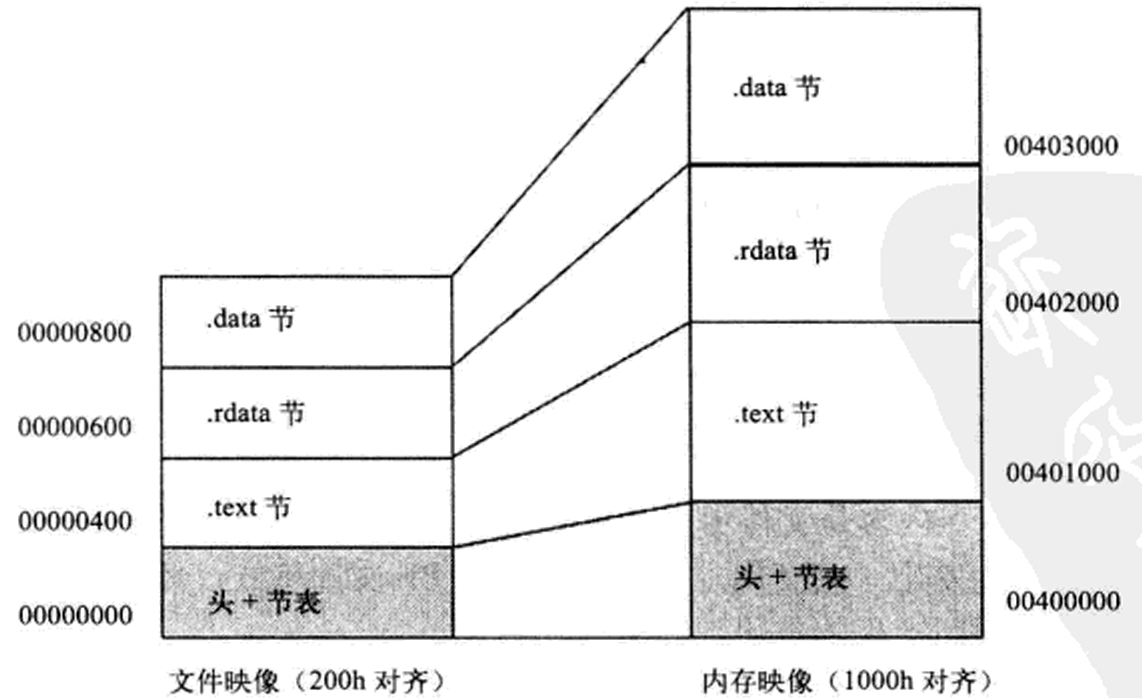 .data 节
00403000
.rdata 节
00402000
.data 节
00000800
.rdata 节
00000600
.text 节
00401000
.text 节
00000400
头 + 节表
00400000
头 + 节表
00000000
文件映像（200h 对齐）
内存映像（1000h 对齐）